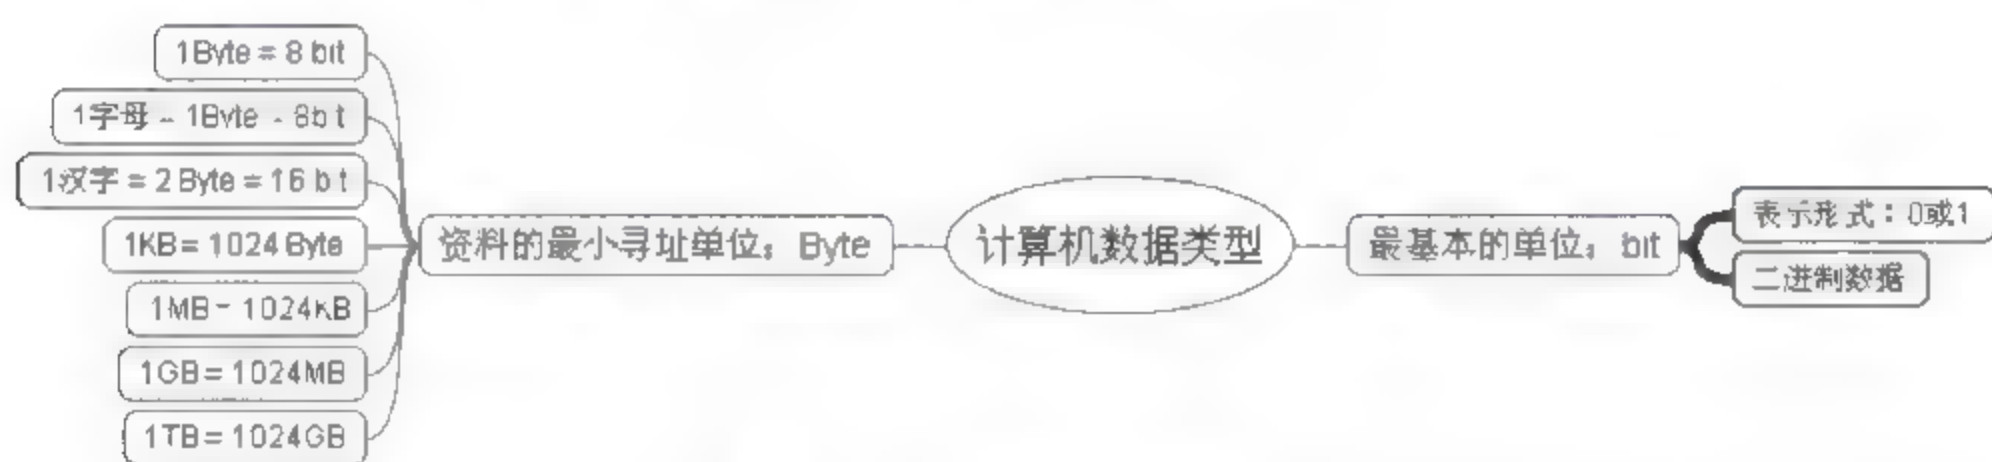 1Byte = 8 bit
1字母 = 1Byte = 8bit
1汉字 = 2 Byte = 16 bit
1KB = 1024 Byte
1MB = 1024KB
1GB = 1024MB
1TB = 1024GB
资料的最小寻址单位：Byte
计算机数据类型
最基本的单位：bit
表示形式：0或1
二进制数据